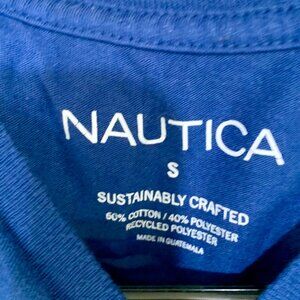 NAUTICA
S
SUSTAINABLY CRAFTED
60% COTTON / 40% POLYESTER
RECYCLED POLYESTER
MADE IN GUATEMALA